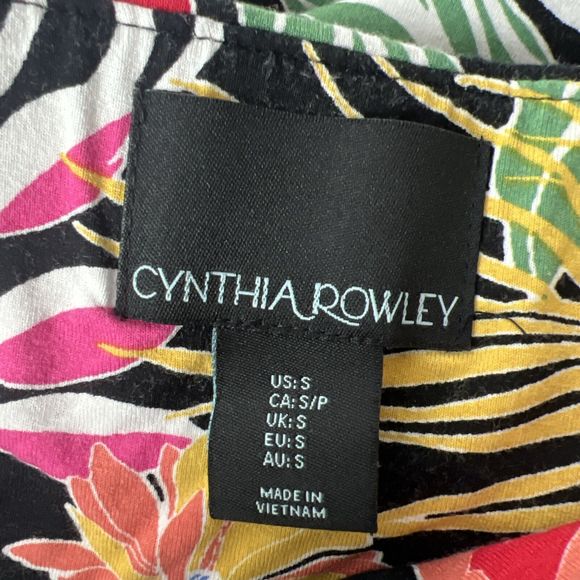 CYNTHIA ROWLEY
US: S
CA: S/P
UK: S
EU: S
AU: S
MADE IN
VIETNAM